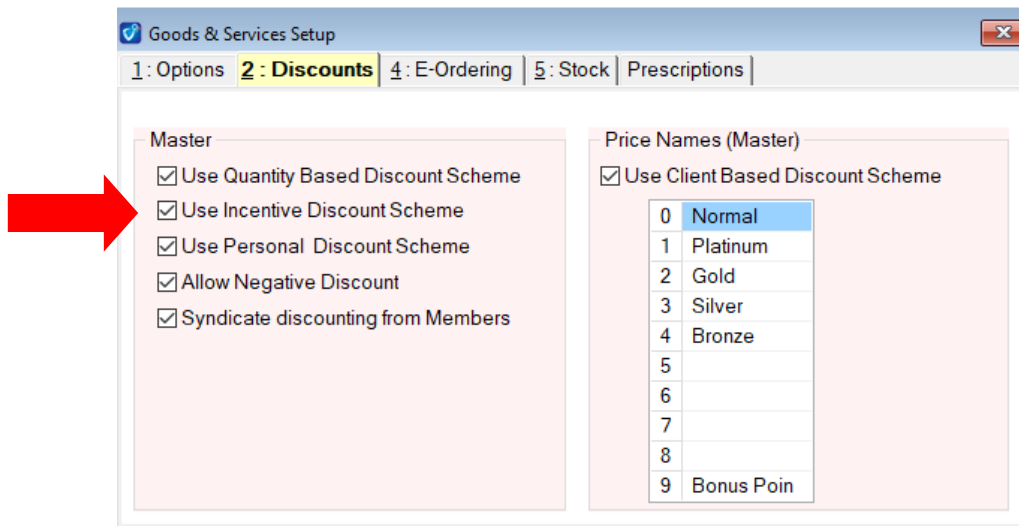 Goods & Services Setup
1 : Options 2 : Discounts 4 : E-Ordering 5 : Stock Prescriptions
Master
Use Quantity Based Discount Scheme
Use Incentive Discount Scheme
Use Personal Discount Scheme
Allow Negative Discount
Syndicate discounting from Members
Price Names (Master)
Use Client Based Discount Scheme
0 Normal
1 Platinum
2 Gold
3 Silver
4 Bronze
5
6
7
8
9 Bonus Poin